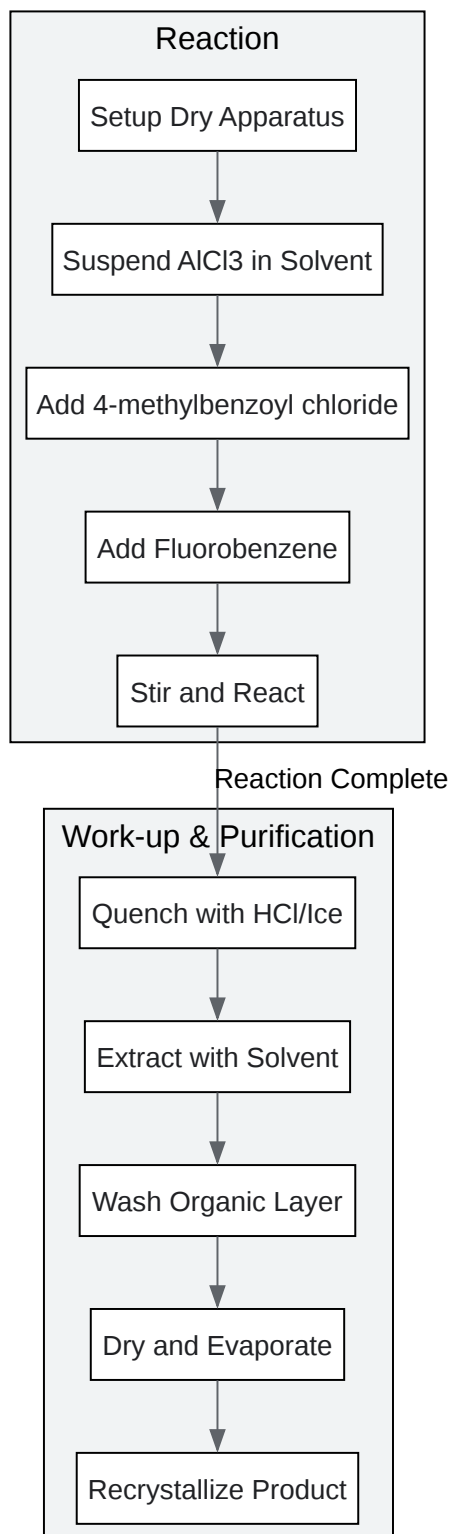 Reaction
Setup Dry Apparatus
Suspend AlCl3 in Solvent
Add 4-methylbenzoyl chloride
Add Fluorobenzene
Stir and React
Reaction Complete
Work-up & Purification
Quench with HCl/Ice
Extract with Solvent
Wash Organic Layer
Dry and Evaporate
Recrystallize Product